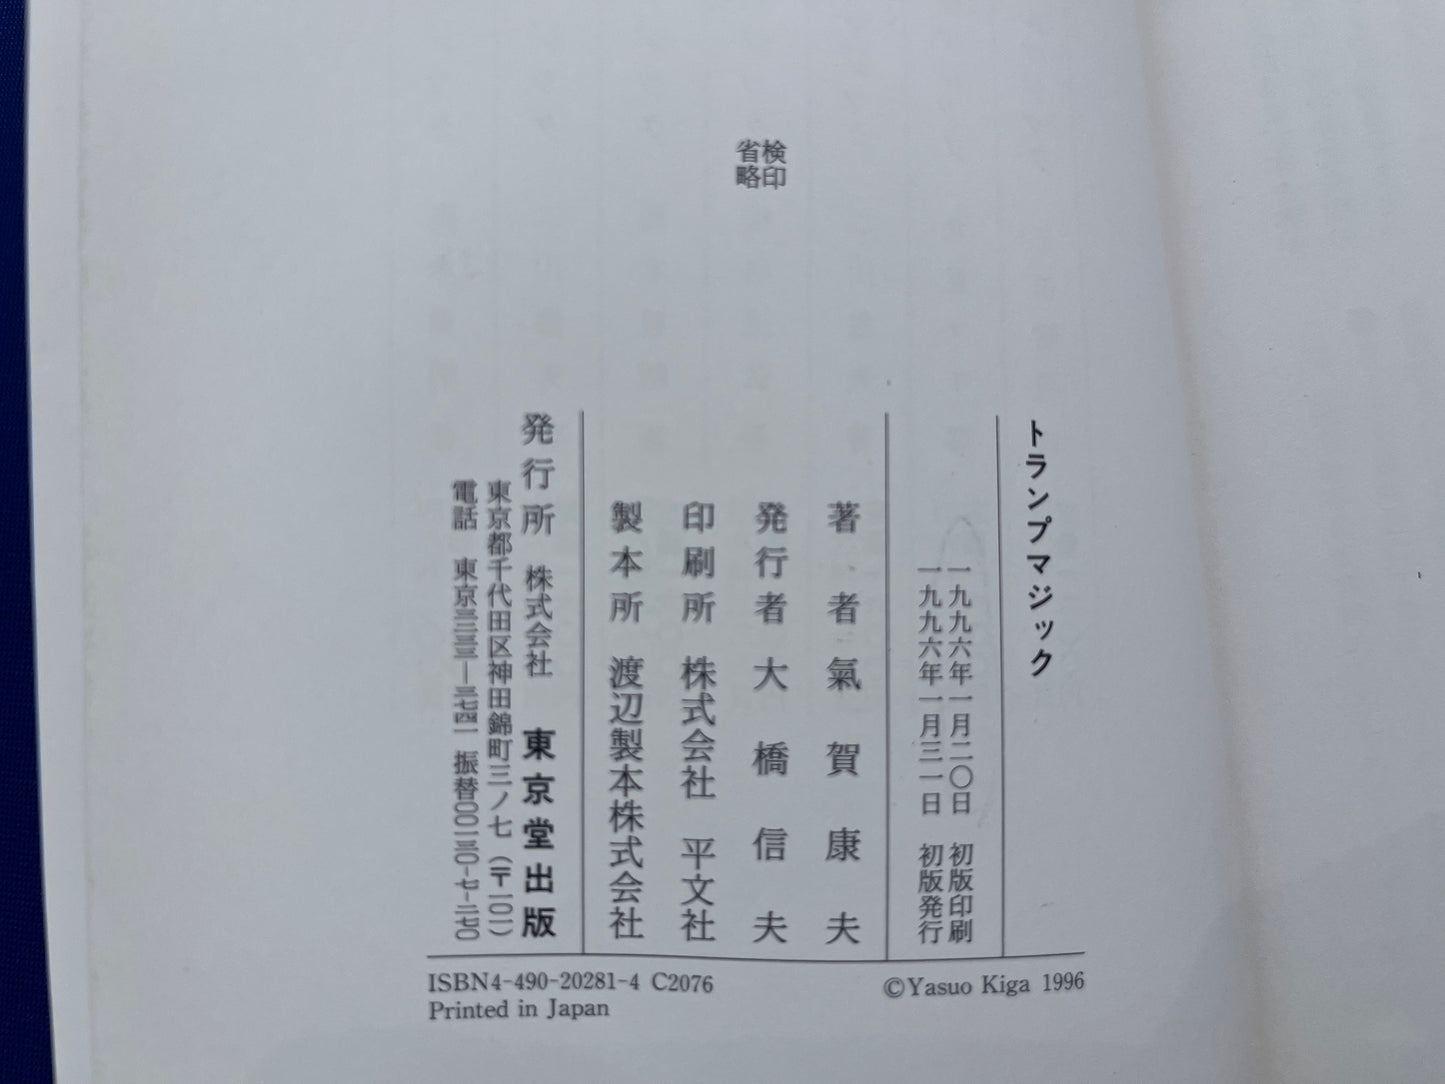 検印
省略
トランプマジック
一九九六年一月二〇日 初版印刷
一九九六年一月三一日 初版発行
著者 氣賀康夫
発行者 大橋信夫
印刷所 株式会社 平文社
製本所 渡辺製本株式会社
発行所 株式会社 東京堂出版
東京都千代田区神田錦町三ノ七(〒一〇一)
電話 東京三二三三―三七四一 振替〇〇一三〇-七-二七〇
ISBN4-490-20281-4 C2076
©Yasuo Kiga 1996
Printed in Japan